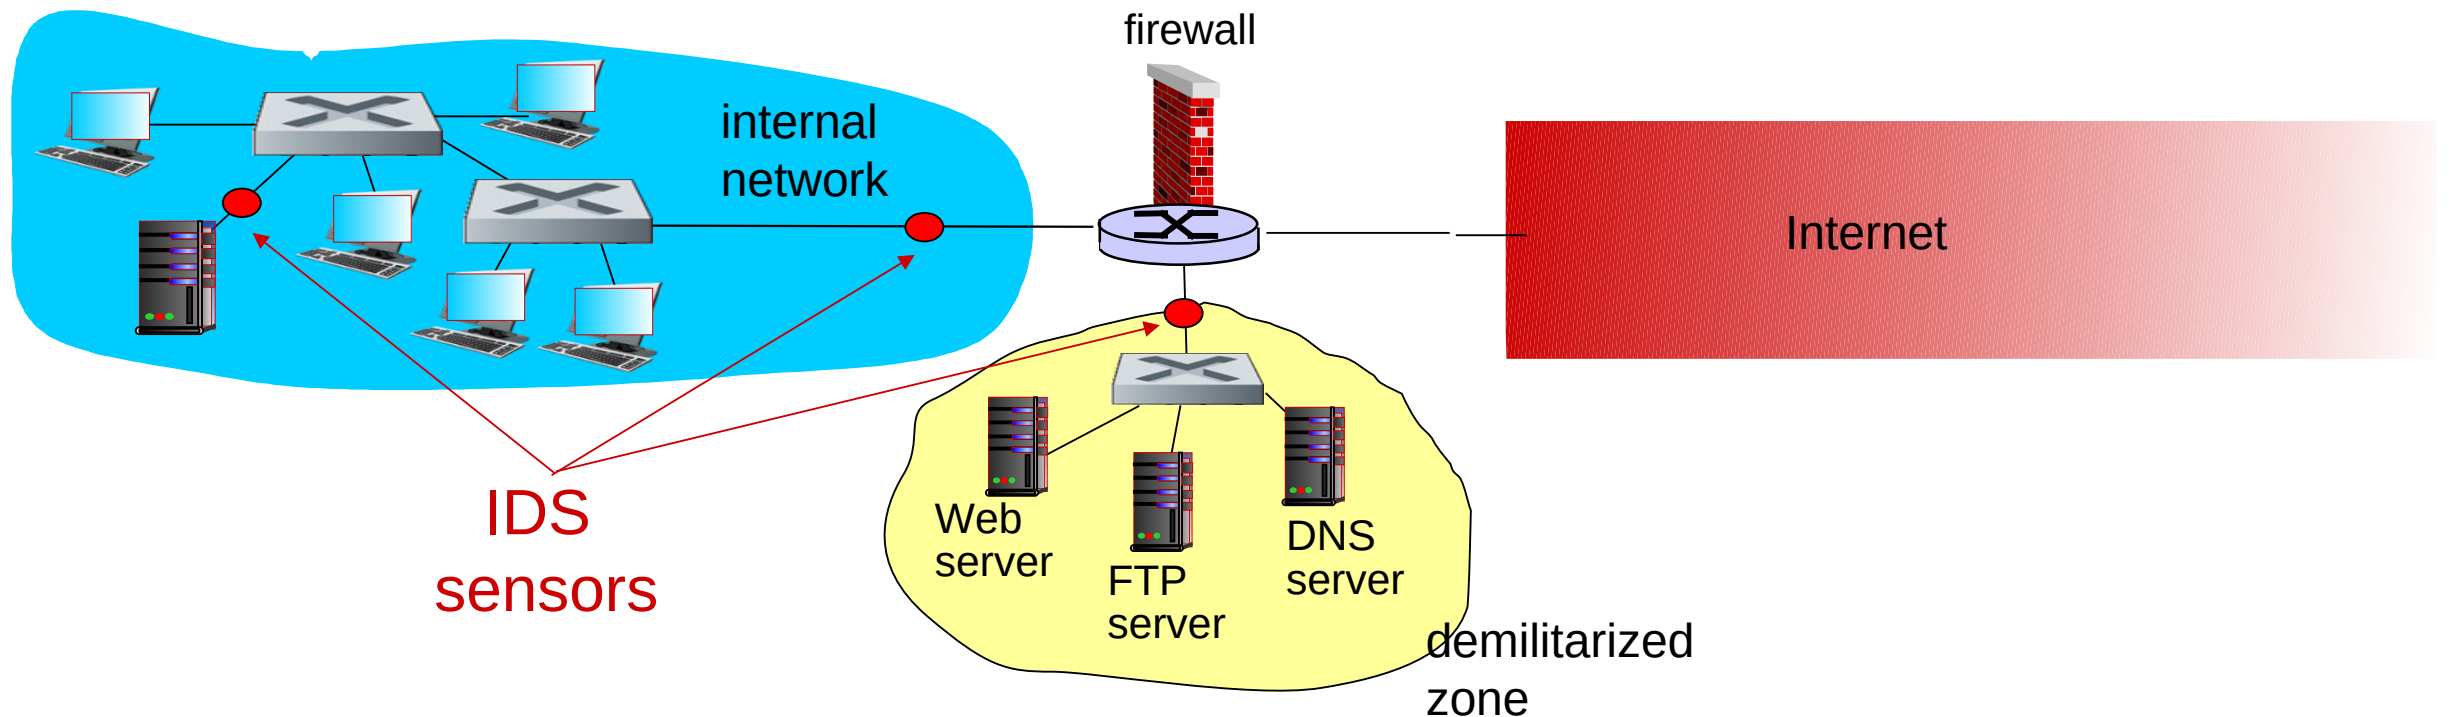 firewall
internal
network
Internet
IDS
sensors
Web
server
FTP
server
DNS
server
demilitarized
zone